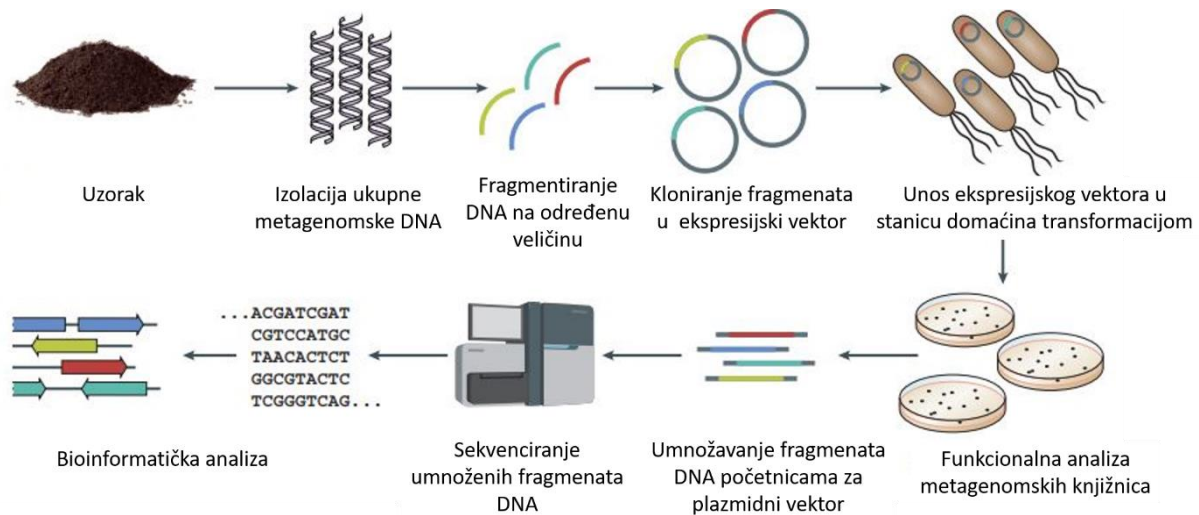 Uzorak
Izolacija ukupne
metagenomske DNA
Fragmentiranje
DNA na određenu
veličinu
Kloniranje fragmenata
u ekspresijski vektor
Unos ekspresijskog vektora u
stanicu domaćina transformacijom
Funkcionalna analiza
metagenomskih knjižnica
Umnožavanje fragmenata
DNA početnicama za
plazmidni vektor
Sekvenciranje
umnoženih fragmenata
DNA
...ACGATCGAT
CGTCCATGC
TAACACTCT
GGCGTACTC
TCGGGTCAG...
Bioinformatička analiza